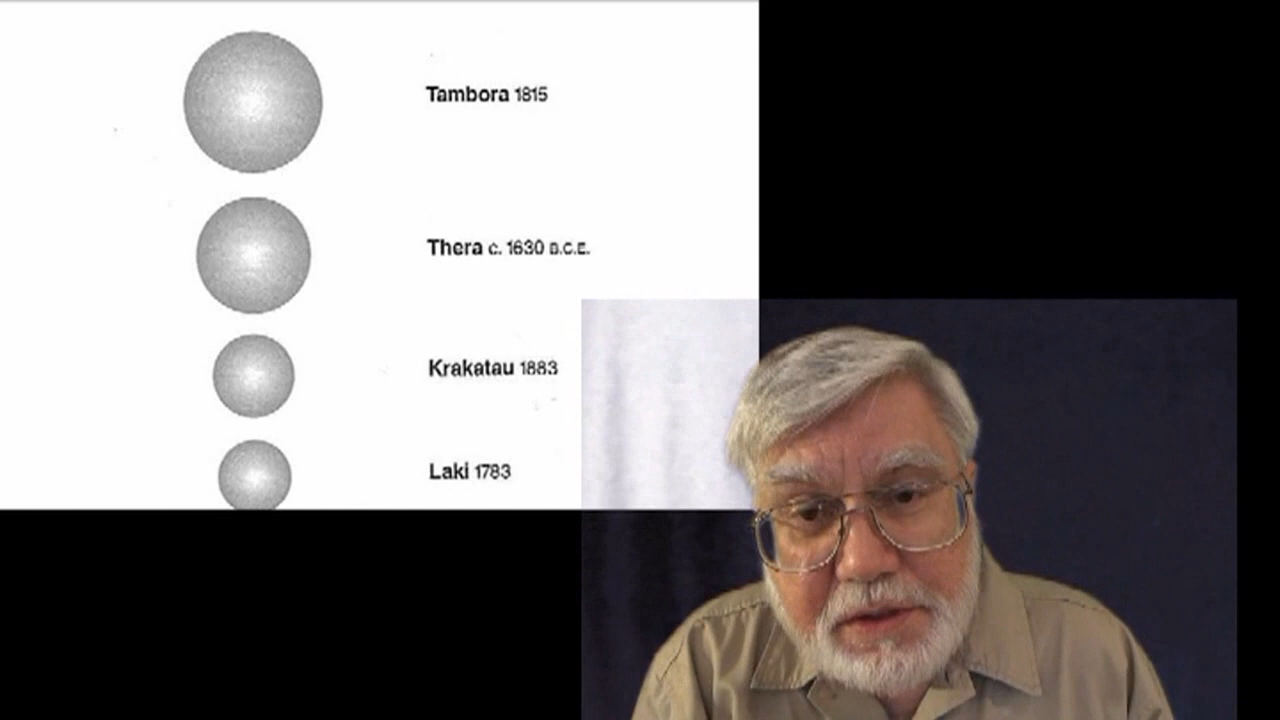 Tambora 1815
Thera c. 1630 B.C.E.
Krakatau 1883
Laki 1783